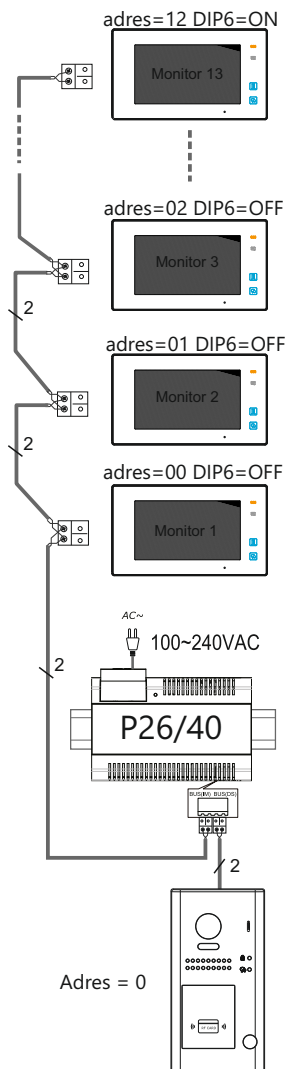 adres=12 DIP6=ON
Monitor 13
adres=02 DIP6=OFF
Monitor 3
2
adres=01 DIP6=OFF
Monitor 2
2
adres=00 DIP6=OFF
Monitor 1
AC~
100~240VAC
2
P26/40
BUS(IM) BUS(DS)
2
Adres = 0